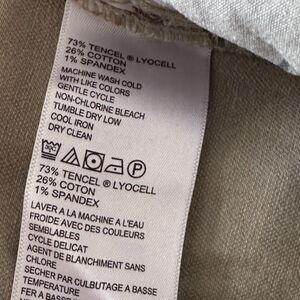 73% TENCEL ® LYOCELL
26% COTTON
1% SPANDEX
MACHINE WASH COLD
WITH LIKE COLORS
GENTLE CYCLE
NON-CHLORINE BLEACH
TUMBLE DRY LOW
COOL IRON
DRY CLEAN
73% TENCEL ® LYOCELL
26% COTON
1% SPANDEX
LAVER A LA MACHINE A L'EAU
FROIDE AVEC DES COULEURS
SEMBLABLES
CYCLE DELICAT
AGENT DE BLANCHIMENT SANS
CHLORE
SECHER PAR CULBUTAGE A BASSE
TEMPERATURE
FER A BASSE